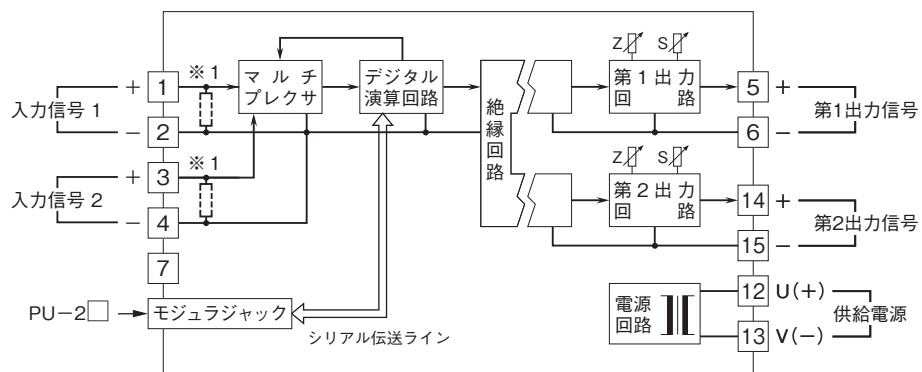 入力信号 1
+ 1 ※1
− 2
入力信号 2
+ 3 ※1
− 4
7
PU−2□
モジュラジャック
シリアル伝送ライン
マルチ
プレクサ
デジタル
演算回路
絶縁回路
Z S
第1出力
回路
5 +
6 −
第1出力信号
Z S
第2出力
回路
14 +
15 −
第2出力信号
電源
回路
12 U(+)
13 V(−)
供給電源